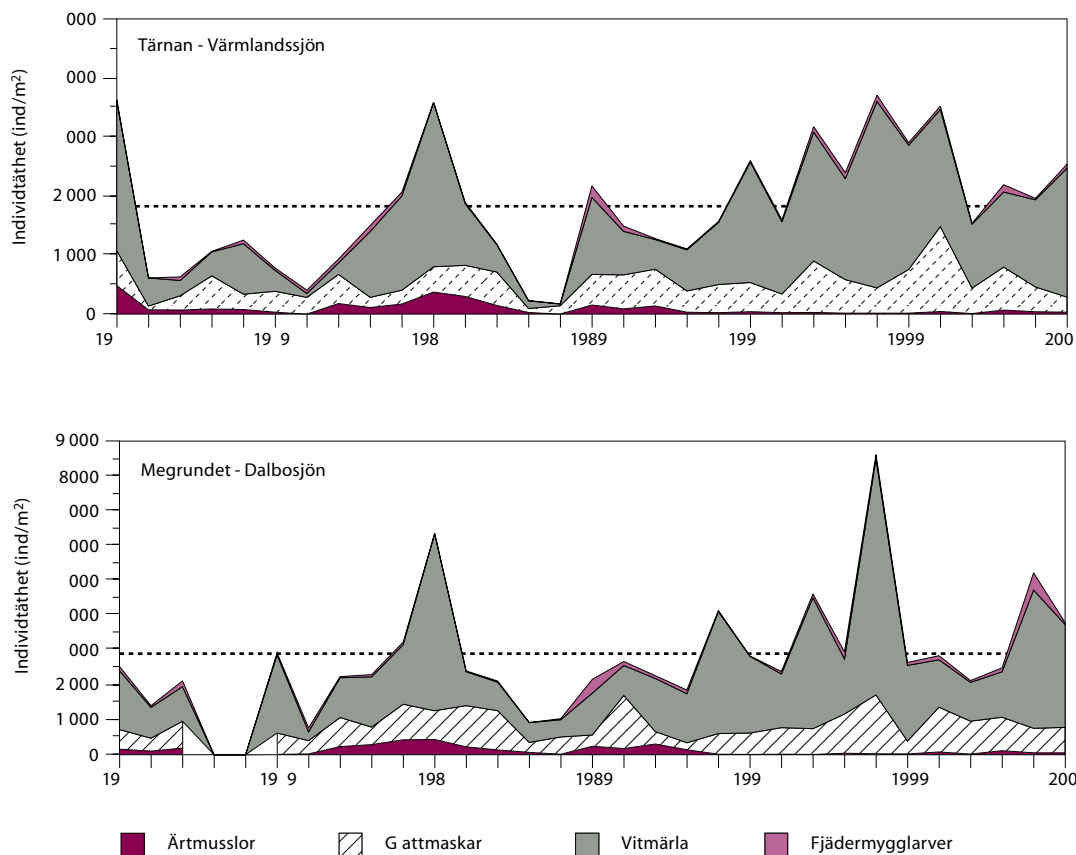 000
Tärnan - Värmlandssjön
000
000
2 000
1 000
0
Individtäthet (ind/m²)
19 19 9 198 1989 199 1999 200
9 000
Megrundet - Dalbosjön
8000
000
000
000
000
000
2 000
1 000
0
Individtäthet (ind/m²)
19 19 9 198 1989 199 1999 200
Ärtmusslor G attmaskar Vitmärla Fjädermygglarver